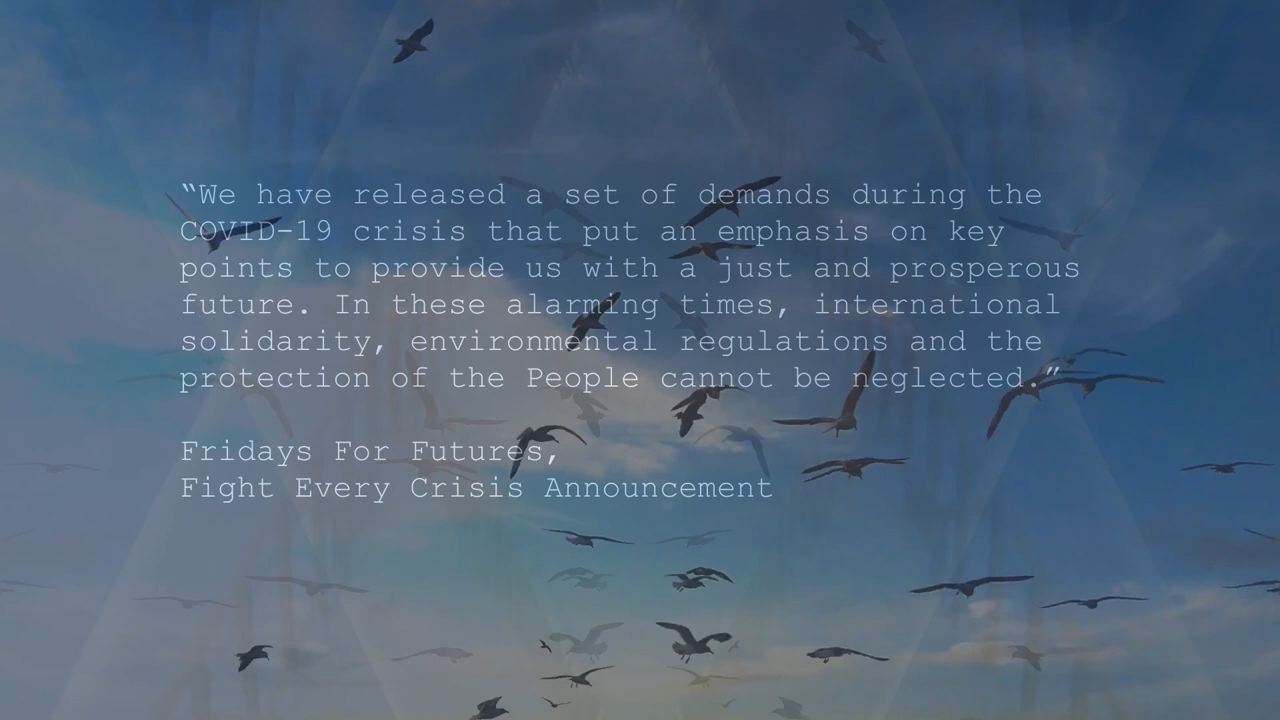 “We have released a set of demands during the
COVID-19 crisis that put an emphasis on key
points to provide us with a just and prosperous
future. In these alarming times, international
solidarity, environmental regulations and the
protection of the People cannot be neglected.”
Fridays For Futures,
Fight Every Crisis Announcement